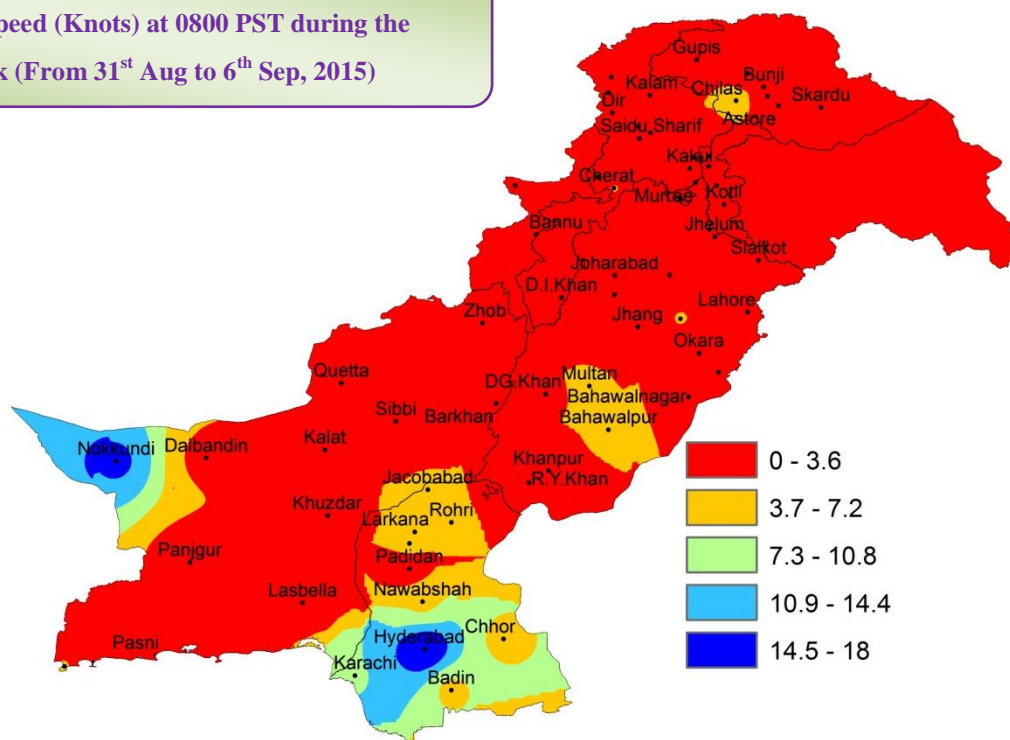 peed (Knots) at 0800 PST during the
k (From 31st Aug to 6th Sep, 2015)
Gupis
Bunji
Kalam
Chilas
Skardu
Dir
Astore
Saidu Sharif
Kakul
Cherat
Murree
Kotli
Bannu
Jhelum
Sialkot
Joharabad
D.I.Khan
Lahore
Zhob
Jhang
Okara
Quetta
DG.Khan
Multan
Bahawalnagar
Sibbi
Barkhan
Bahawalpur
Nokkundi
Dalbandin
Kalat
Khanpur
R.Y.Khan
Jacobabad
Khuzdar
Larkana
Rohri
Panjgur
Padidan
Lasbella
Nawabshah
Pasni
Hyderabad
Chhor
Karachi
Badin
0 - 3.6
3.7 - 7.2
7.3 - 10.8
10.9 - 14.4
14.5 - 18